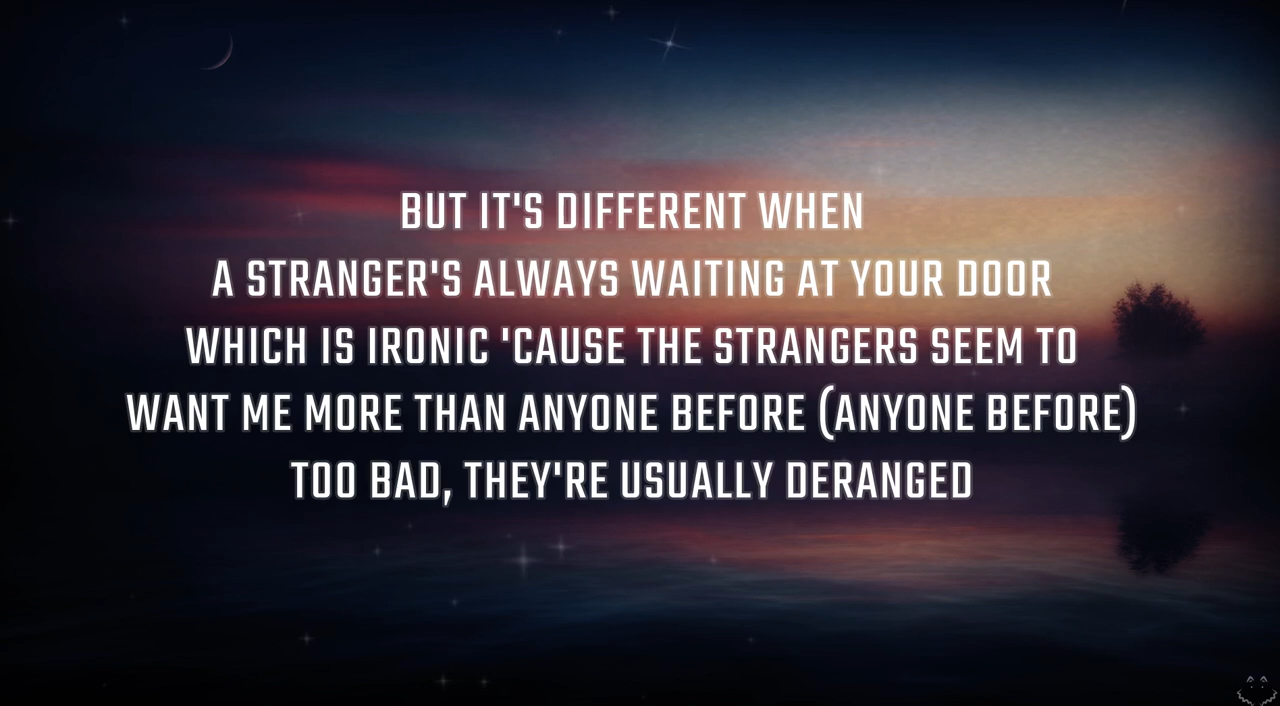 BUT IT'S DIFFERENT WHEN
A STRANGER'S ALWAYS WAITING AT YOUR DOOR
WHICH IS IRONIC 'CAUSE THE STRANGERS SEEM TO
WANT ME MORE THAN ANYONE BEFORE (ANYONE BEFORE)
TOO BAD, THEY'RE USUALLY DERANGED